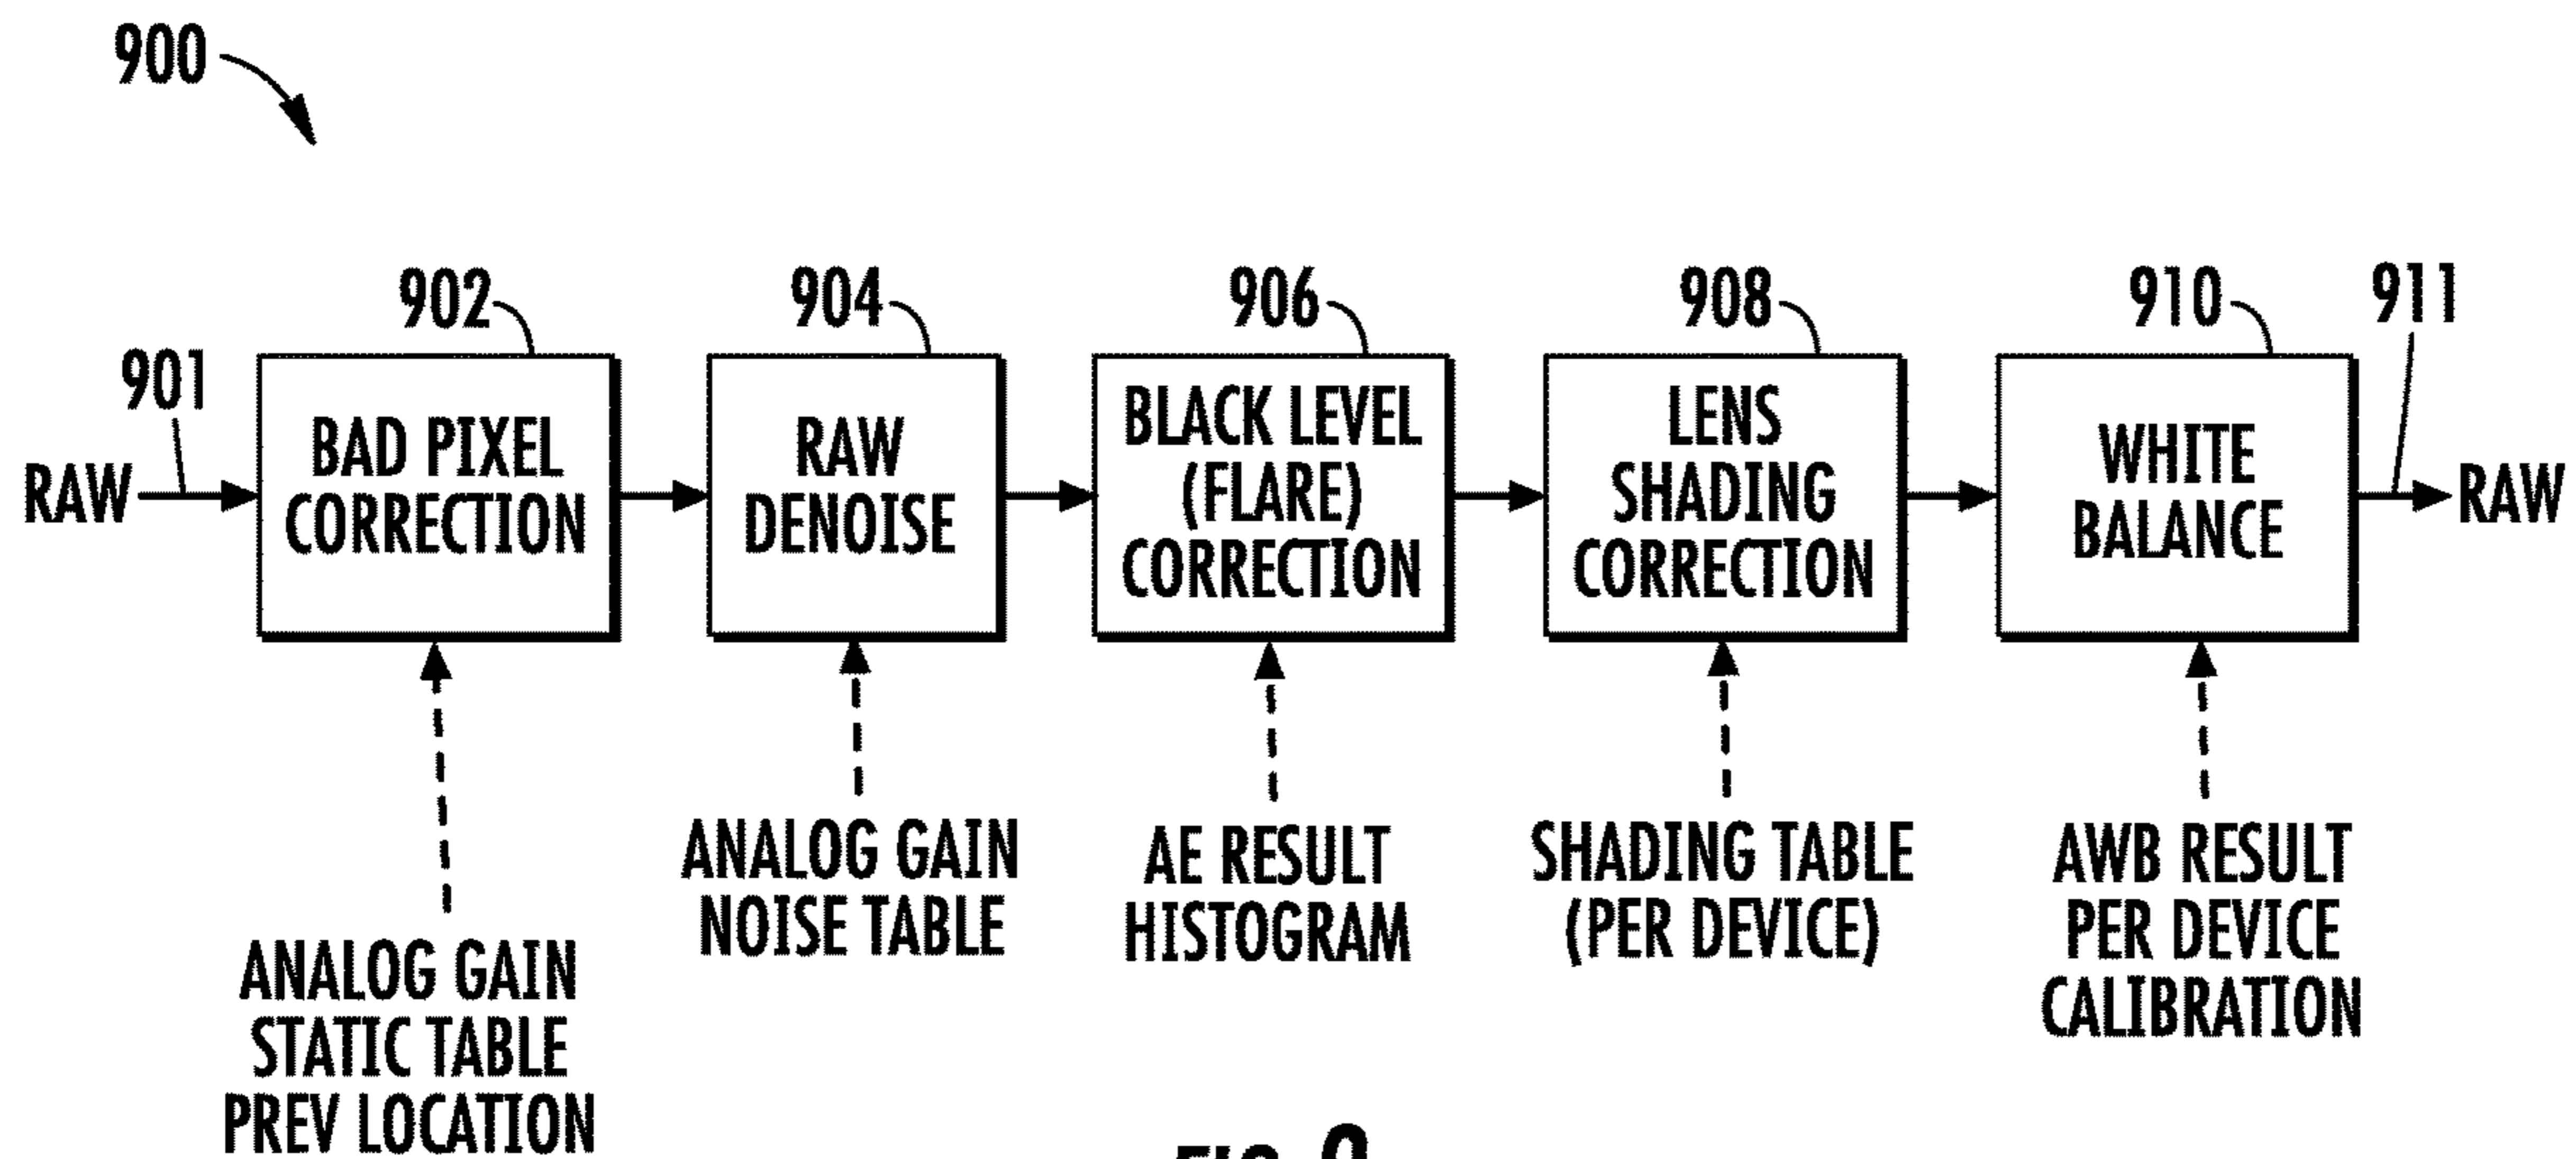 900
902
904
906
908
910
911
901
RAW
BAD PIXEL
CORRECTION
RAW
DENOISE
BLACK LEVEL
(FLARE)
CORRECTION
LENS
SHADING
CORRECTION
WHITE
BALANCE
RAW
ANALOG GAIN
STATIC TABLE
PREV LOCATION
ANALOG GAIN
NOISE TABLE
AE RESULT
HISTOGRAM
SHADING TABLE
(PER DEVICE)
AWB RESULT
PER DEVICE
CALIBRATION